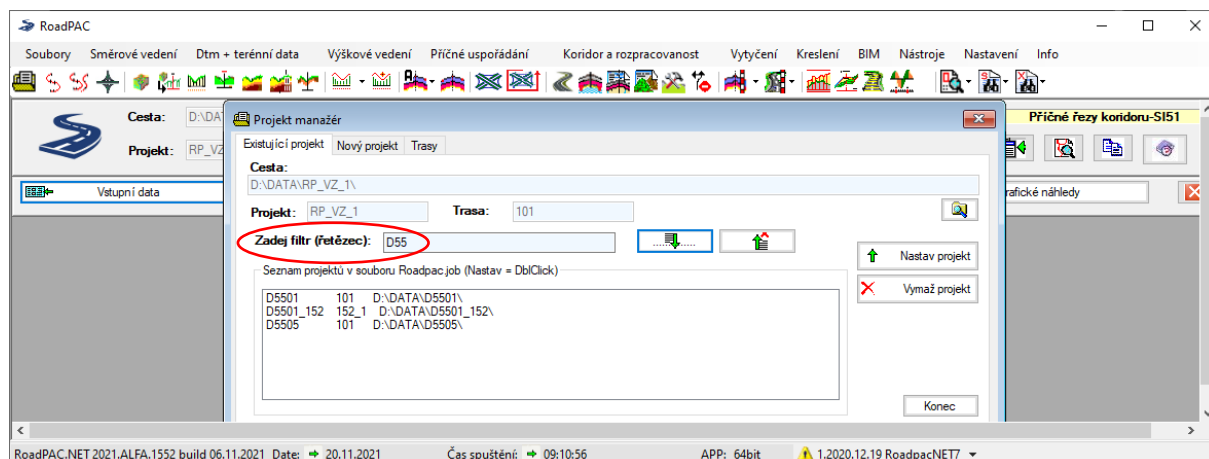 RoadPAC
Soubory Směrové vedení Dtm + terénní data Výškové vedení Příčné uspořádání Koridor a rozpracovanost Vytyčení Kreslení BIM Nástroje Nastavení Info
Cesta: D:\DA
Příčné řezy koridoru-SI51
Projekt: RP_VZ
Vstupní data
rafické náhledy
Projekt manažér
Existující projekt Nový projekt Trasy
Cesta:
D:\DATA\RP_VZ_1\
Projekt: RP_VZ_1 Trasa: 101
Zadej filtr (řetězec): D55
Nastav projekt
Vymaž projekt
Seznam projektů v souboru Roadpac.job (Nastav = DblClick)
D5501 101 D:\DATA\D5501\
D5501_152 152_1 D:\DATA\D5501_152\
D5505 101 D:\DATA\D5505\
Konec
RoadPAC.NET 2021.ALFA.1552 build 06.11.2021 Date: 20.11.2021 Čas spuštění: 09:10:56 APP: 64bit 1.2020.12.19 RoadpacNET7